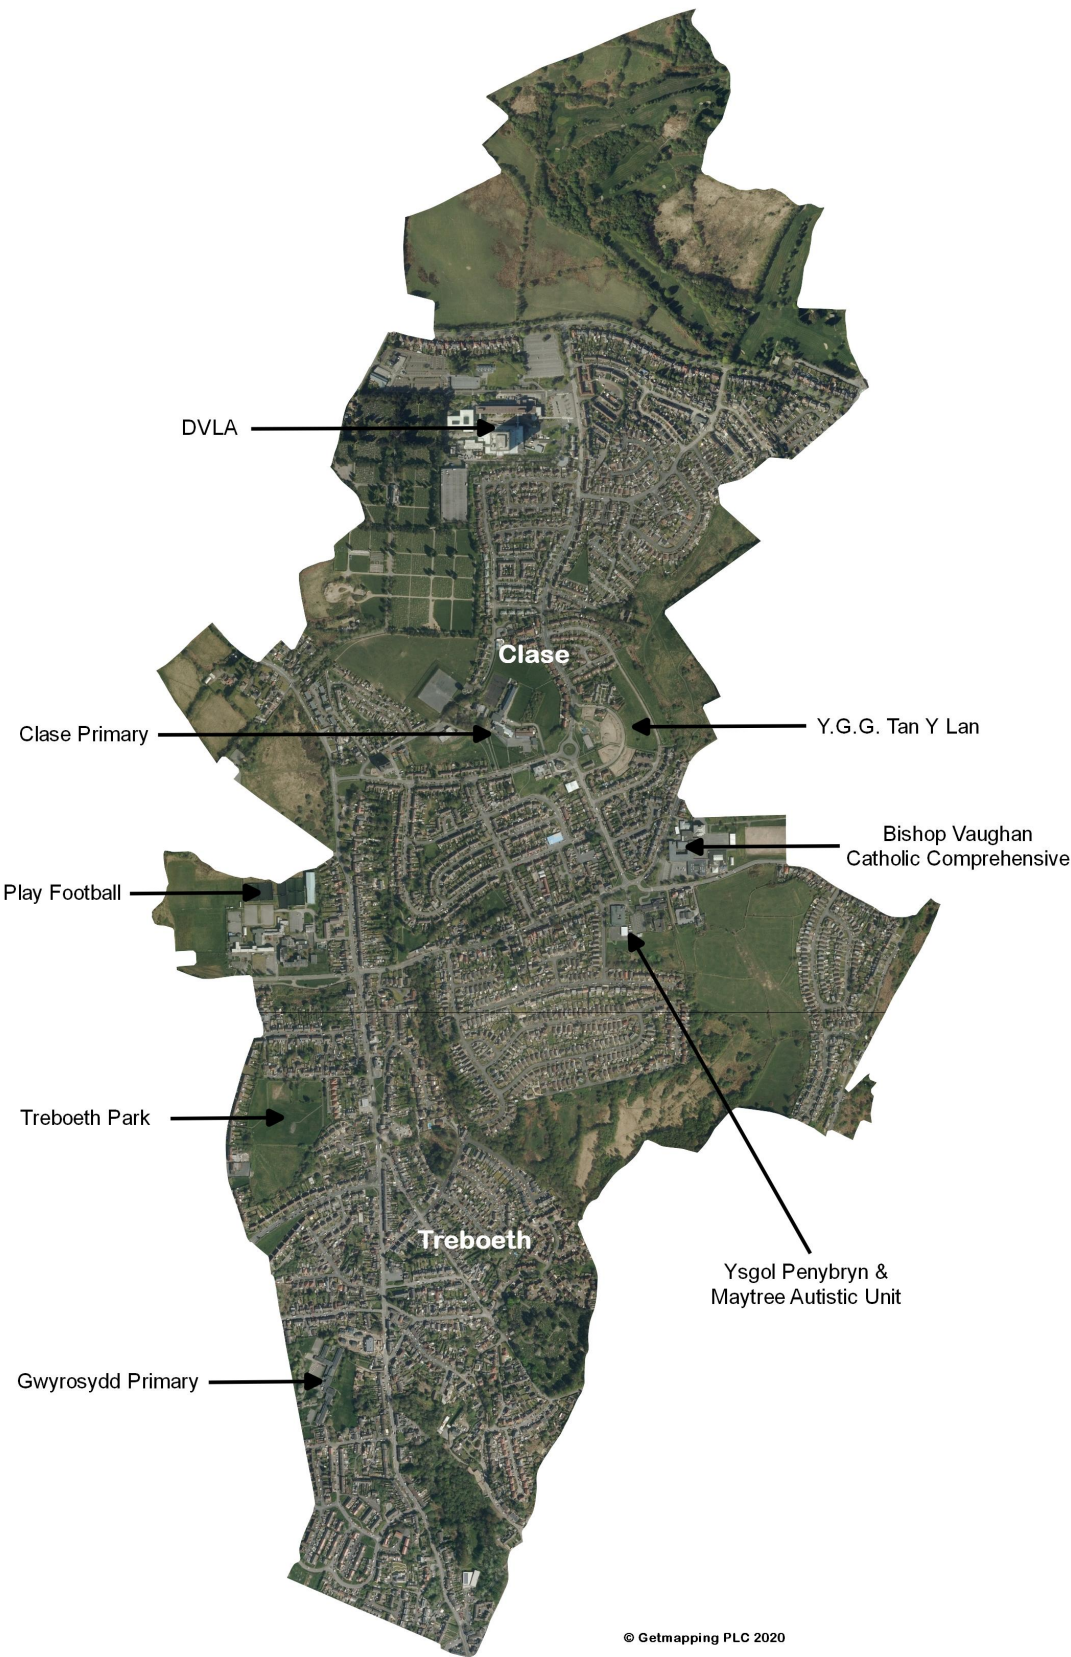 DVLA
Clase
Clase Primary
Y.G.G. Tan Y Lan
Bishop Vaughan
Catholic Comprehensive
Play Football
Treboeth Park
Treboeth
Ysgol Penybryn &
Maytree Autistic Unit
Gwyrosydd Primary
© Getmapping PLC 2020